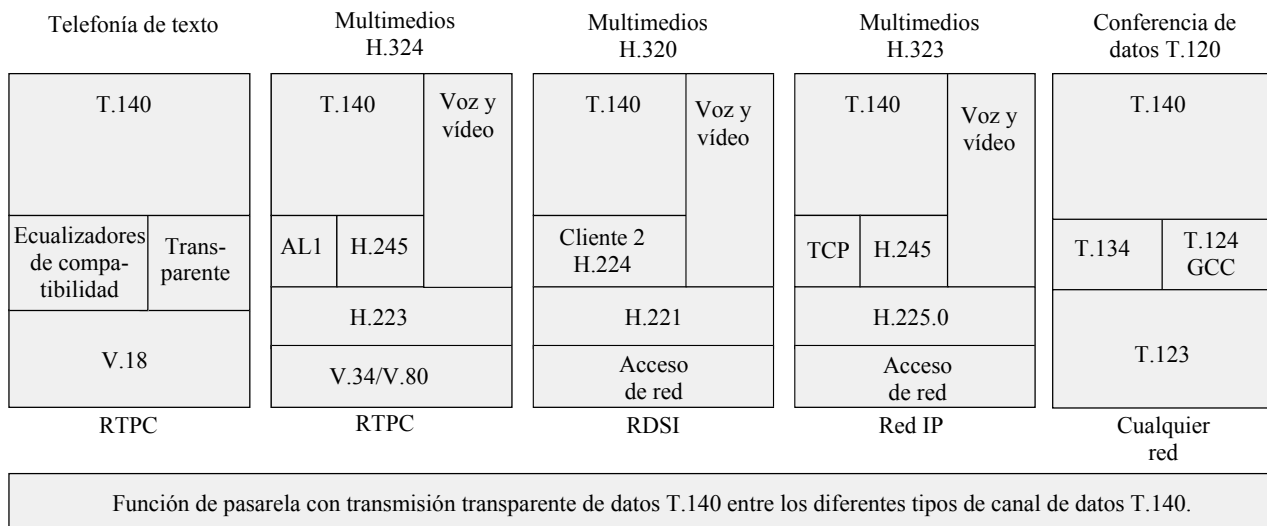 Telefonía de texto
Multimedios
H.324
Multimedios
H.320
Multimedios
H.323
Conferencia de
datos T.120
T.140
Ecualizadores
de compa-
tibilidad
Trans-
parente
V.18
RTPC
T.140
Voz y
vídeo
AL1
H.245
H.223
V.34/V.80
RTPC
T.140
Voz y
vídeo
Cliente 2
H.224
H.221
Acceso
de red
RDSI
T.140
Voz y
vídeo
TCP
H.245
H.225.0
Acceso
de red
Red IP
T.140
T.134
T.124
GCC
T.123
Cualquier
red
Función de pasarela con transmisión transparente de datos T.140 entre los diferentes tipos de canal de datos T.140.